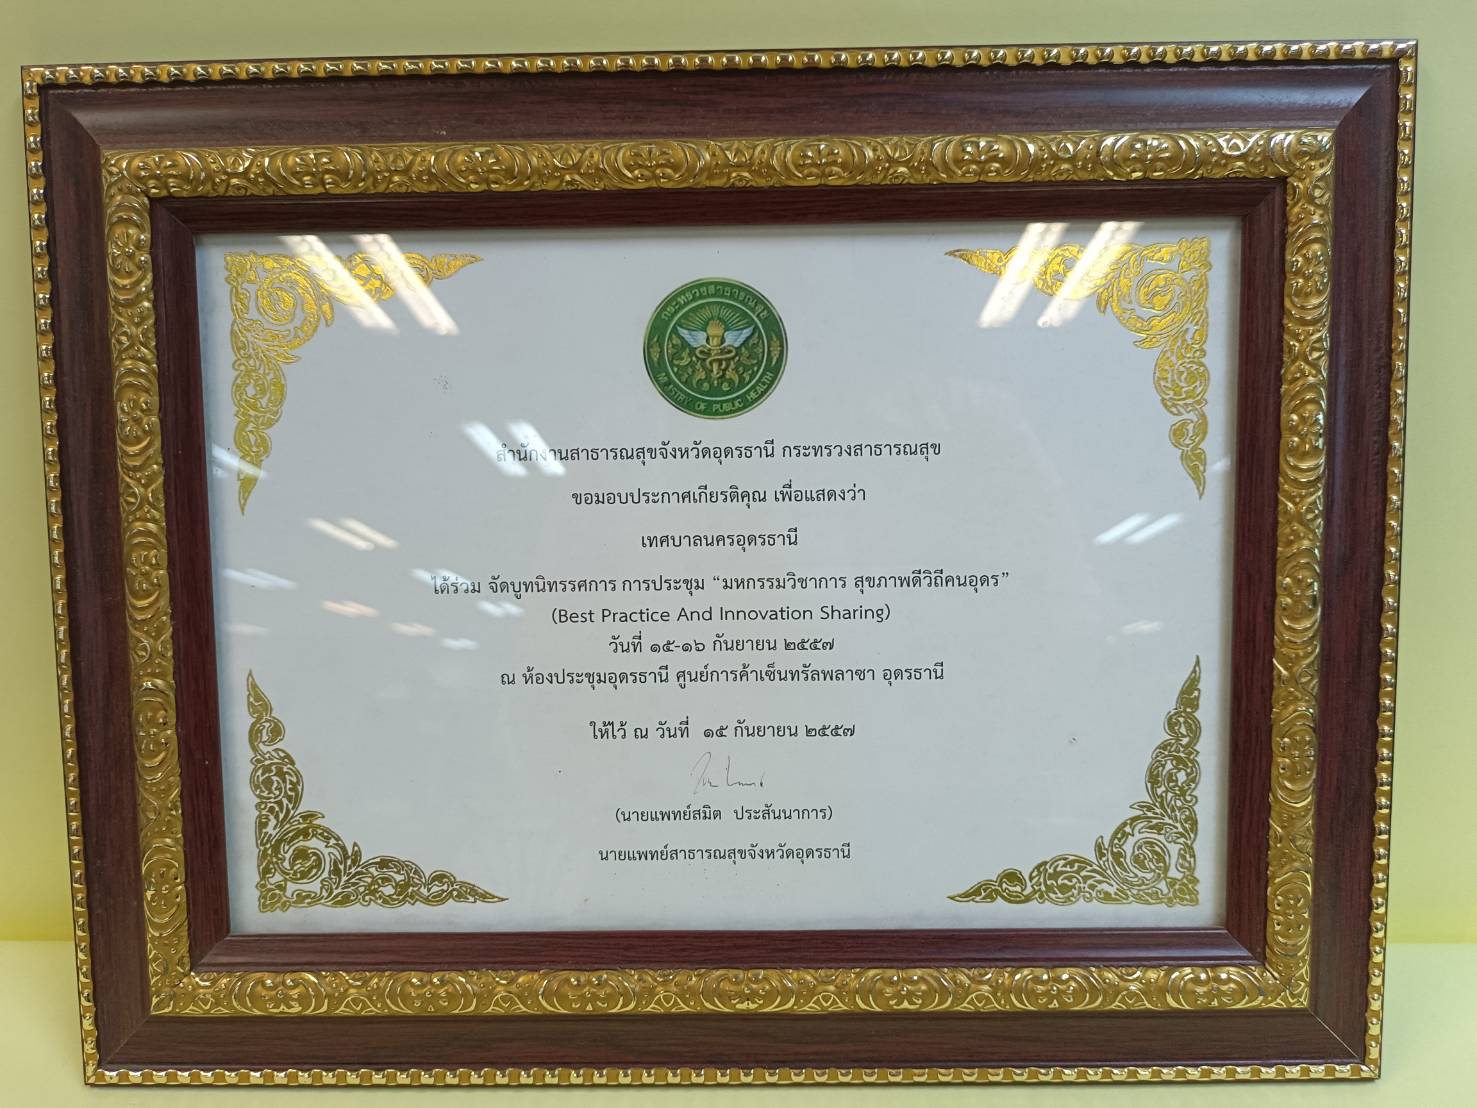 กระทรวงสาธารณสุข
MINISTRY OF PUBLIC HEALTH
สำนักงานสาธารณสุขจังหวัดอุดรธานี กระทรวงสาธารณสุข
ขอมอบประกาศเกียรติคุณ เพื่อแสดงว่า
เทศบาลนครอุดรธานี
ได้ร่วม จัดบูทนิทรรศการ การประชุม “มหกรรมวิชาการ สุขภาพดีวิถีคนอุดร”
(Best Practice And Innovation Sharing)
วันที่ ๑๕-๑๖ กันยายน ๒๕๕๗
ณ ห้องประชุมอุดรธานี ศูนย์การค้าเซ็นทรัลพลาซา อุดรธานี
ให้ไว้ ณ วันที่ ๑๕ กันยายน ๒๕๕๗
(นายแพทย์สมิต ประสันนาการ)
นายแพทย์สาธารณสุขจังหวัดอุดรธานี